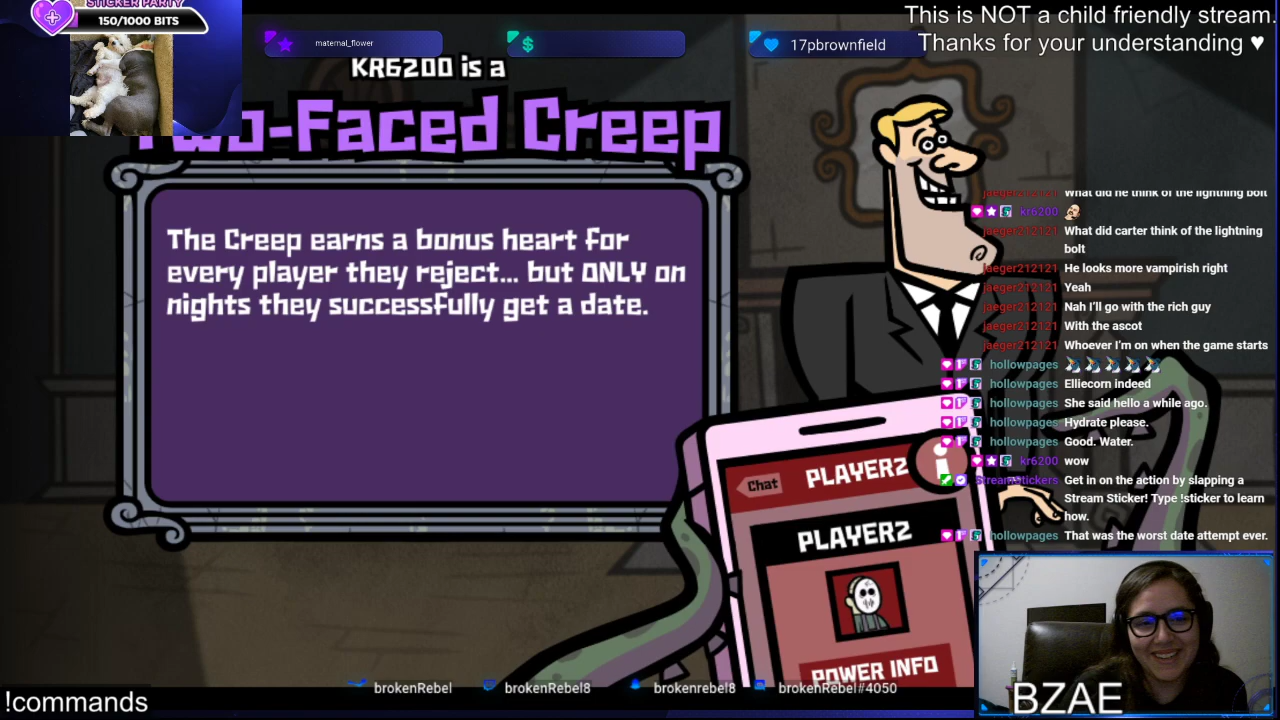 STICKER PARTY
150/1000 BITS
maternal_flower
17pbrownfield
This is NOT a child friendly stream.
Thanks for your understanding ♥
KR6200 is a
Two-Faced Creep
The Creep earns a bonus heart for
every player they reject... but ONLY on
nights they successfully get a date.
jaeger212121 What did he think of the lightning bolt
kr6200
jaeger212121 What did carter think of the lightning
bolt
jaeger212121 He looks more vampirish right
jaeger212121 Yeah
jaeger212121 Nah I'll go with the rich guy
jaeger212121 With the ascot
jaeger212121 Whoever I'm on when the game starts
hollowpages
hollowpages Elliecorn indeed
hollowpages She said hello a while ago.
hollowpages Hydrate please.
hollowpages Good. Water.
kr6200 wow
StreamStickers Get in on the action by slapping a
Stream Sticker! Type !sticker to learn
how.
hollowpages That was the worst date attempt ever.
Chat
PLAYER2
i
PLAYER2
POWER INFO
brokenRebel
brokenRebel8
brokenrebel8
brokenRebel#4050
!commands
BZAE